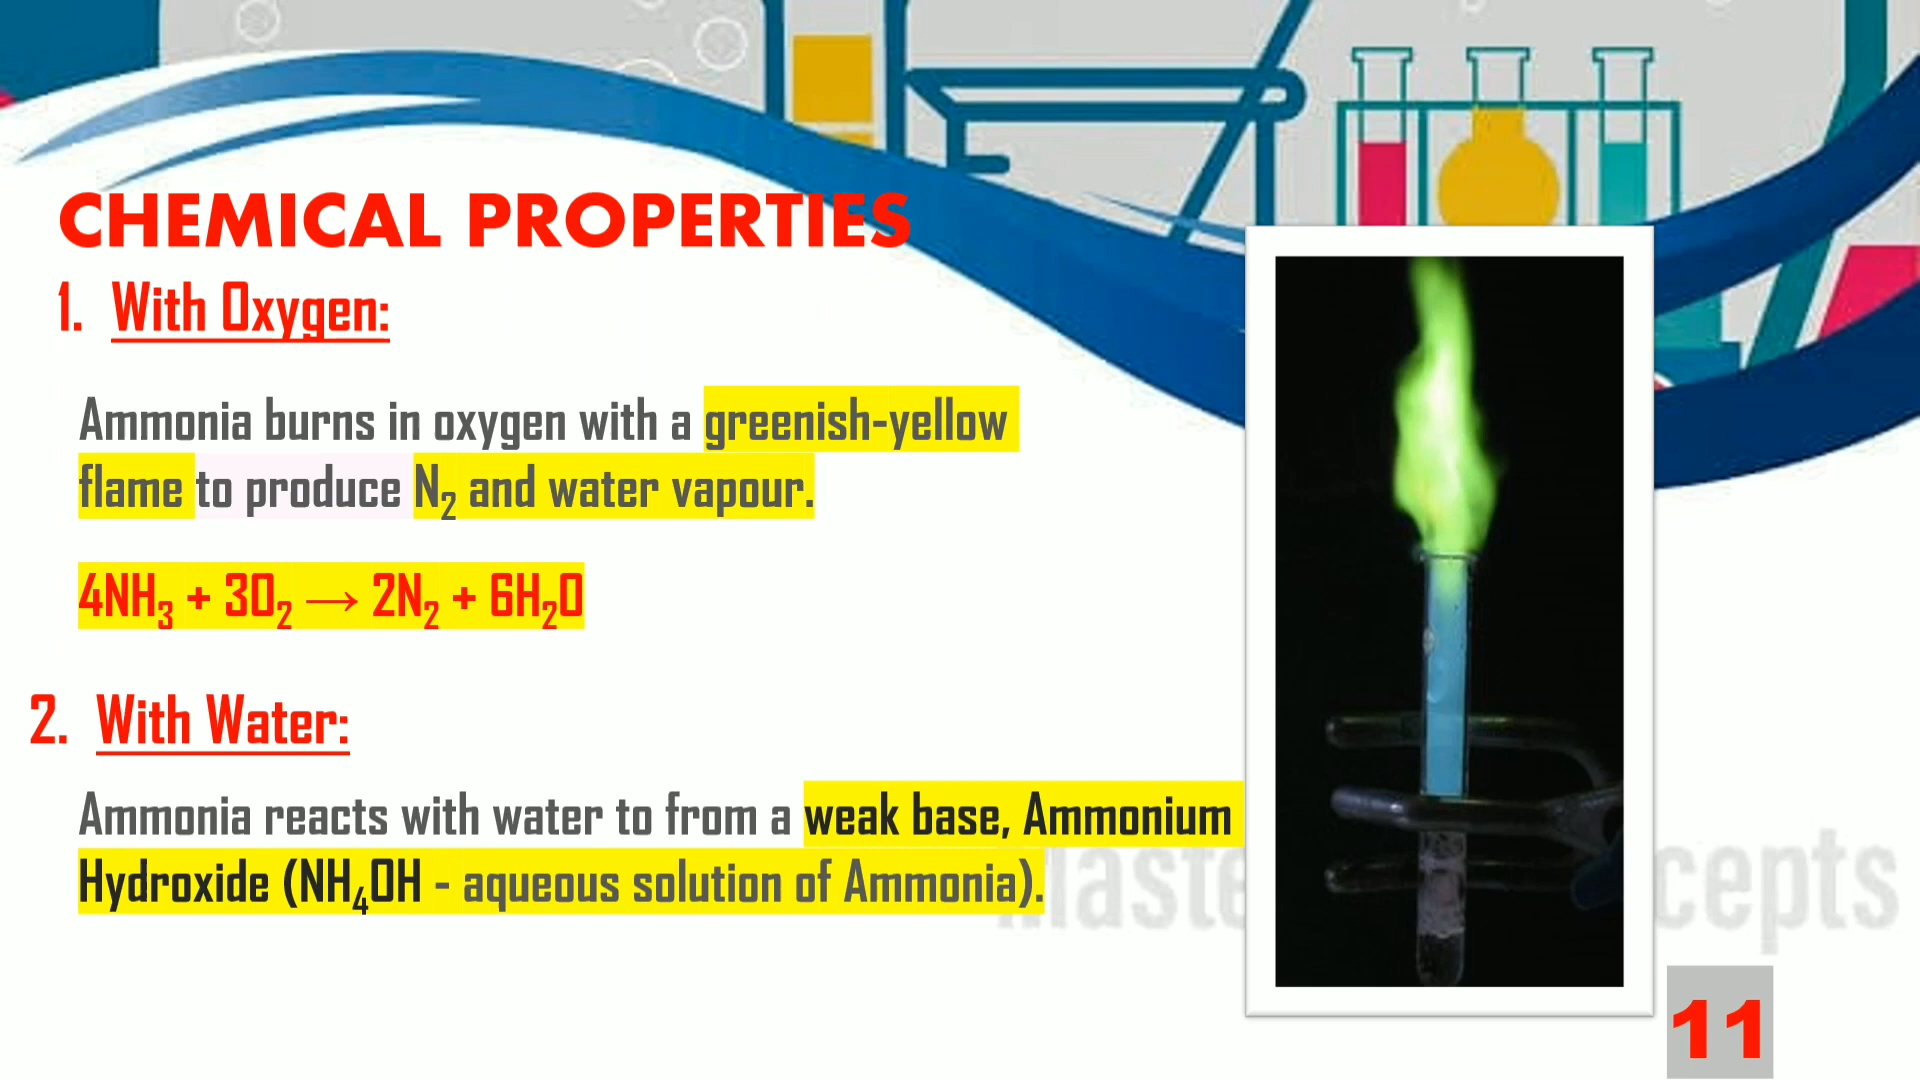 CHEMICAL PROPERTIES
1. With Oxygen:
Ammonia burns in oxygen with a greenish-yellow
flame to produce N₂ and water vapour.
4NH₃ + 3O₂ → 2N₂ + 6H₂O
2. With Water:
Ammonia reacts with water to from a weak base, Ammonium
Hydroxide (NH₄OH - aqueous solution of Ammonia).
11